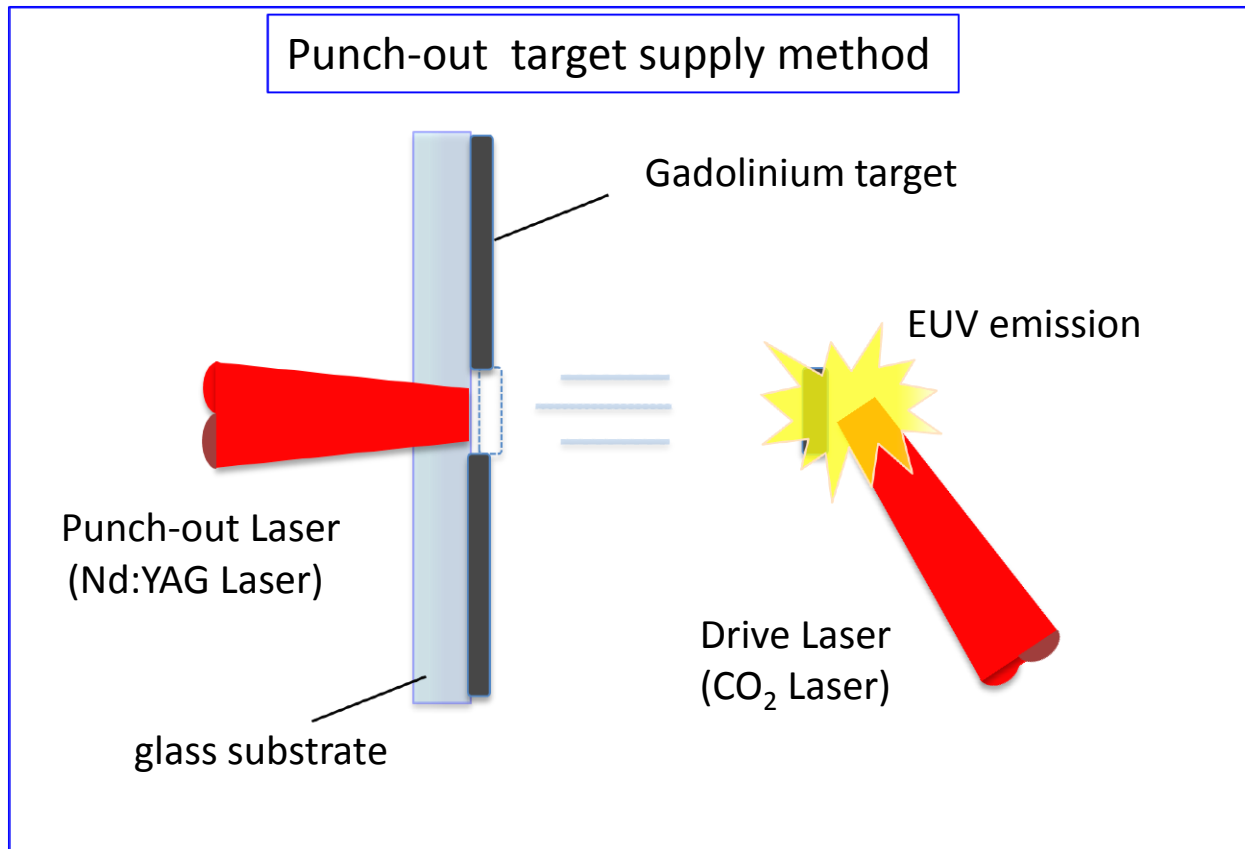 Punch-out target supply method
Gadolinium target
EUV emission
Punch-out Laser
(Nd:YAG Laser)
Drive Laser
(CO₂ Laser)
glass substrate